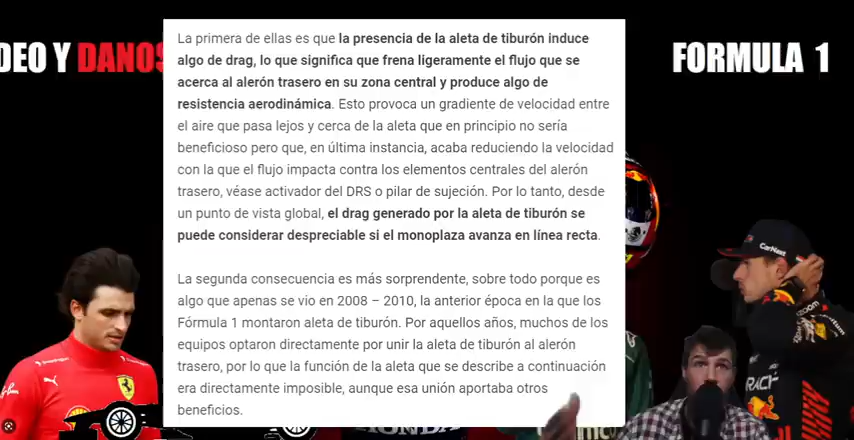 DEO Y DANOS
FORMULA 1
La primera de ellas es que la presencia de la aleta de tiburón induce
algo de drag, lo que significa que frena ligeramente el flujo que se
acerca al alerón trasero en su zona central y produce algo de
resistencia aerodinámica. Esto provoca un gradiente de velocidad entre
el aire que pasa lejos y cerca de la aleta que en principio no sería
beneficioso pero que, en última instancia, acaba reduciendo la velocidad
con la que el flujo impacta contra los elementos centrales del alerón
trasero, véase activador del DRS o pilar de sujeción. Por lo tanto, desde
un punto de vista global, el drag generado por la aleta de tiburón se
puede considerar despreciable si el monoplaza avanza en línea recta.
La segunda consecuencia es más sorprendente, sobre todo porque es
algo que apenas se vio en 2008 – 2010, la anterior época en la que los
Fórmula 1 montaron aleta de tiburón. Por aquellos años, muchos de los
equipos optaron directamente por unir la aleta de tiburón al alerón
trasero, por lo que la función de la aleta que se describe a continuación
era directamente imposible, aunque esa unión aportaba otros
beneficios.
CarNext
HONDA